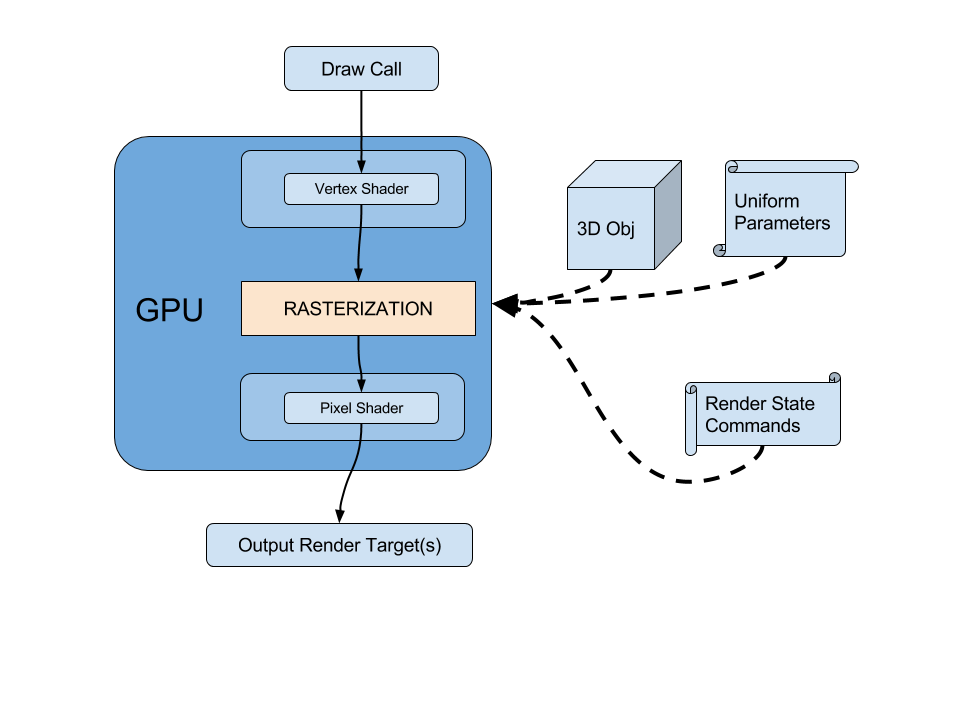 Draw Call
Vertex Shader
GPU
RASTERIZATION
Pixel Shader
Output Render Target(s)
3D Obj
Uniform
Parameters
Render State
Commands